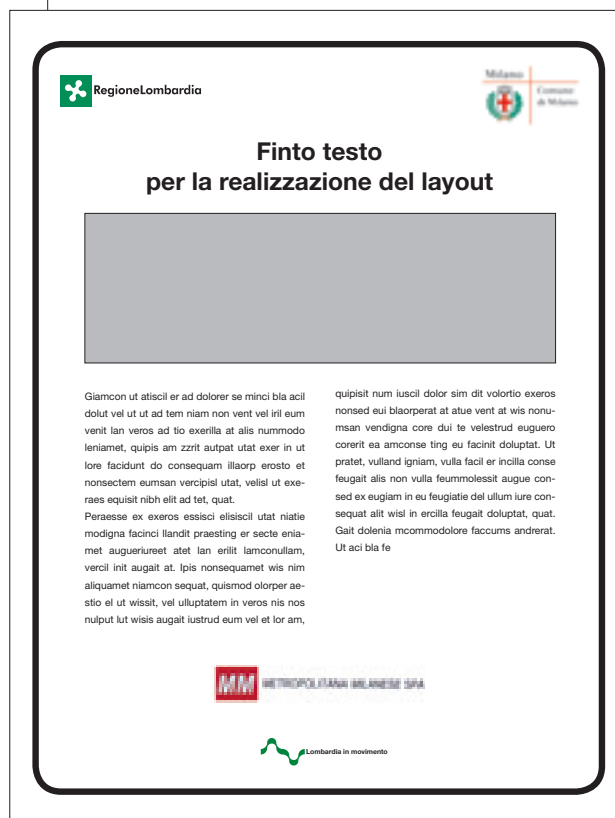 RegioneLombardia
Milano
Comune
di Milano
Finto testo
per la realizzazione del layout
Giamcon ut atiscil er ad dolorer se minci bla acil
dolut vel ut ut ad tem niam non vent vel iril eum
venit lan veros ad tio exerilla at alis nummodo
leniamet, quipis am zzrit autpat utat exer in ut
lore facidunt do consequam illaorp erosto et
nonsectem eumsan vercipisl utat, velisl ut exe-
raes equisit nibh elit ad tet, quat.
Peraesse ex exeros essisci elisiscil utat niatie
modigna facinci llandit praesting er secte enia-
met augueriureet atet lan erilit lamconullam,
vercil init augait at. Ipis nonsequamet wis nim
aliquamet niamcon sequat, quismod olorper ae-
stio el ut wissit, vel ulluptatem in veros nis nos
nulput lut wisis augait iustrud eum vel et lor am,
quipisit num iuscil dolor sim dit volortio exeros
nonsed eui blaorperat at atue vent at wis nonu-
msan vendigna core dui te velestrud euguero
corerit ea amconse ting eu facinit doluptat. Ut
pratet, vulland igniam, vulla facil er incilla conse
feugait alis non vulla feummolessit augue con-
sed ex eugiam in eu feugiatie del ullum iure con-
sequat alit wisl in ercilla feugait doluptat, quat.
Gait dolenia mcommodolore faccums andrerat.
Ut aci bla fe
MM METROPOLITANA MILANESE SPA
Lombardia in movimento